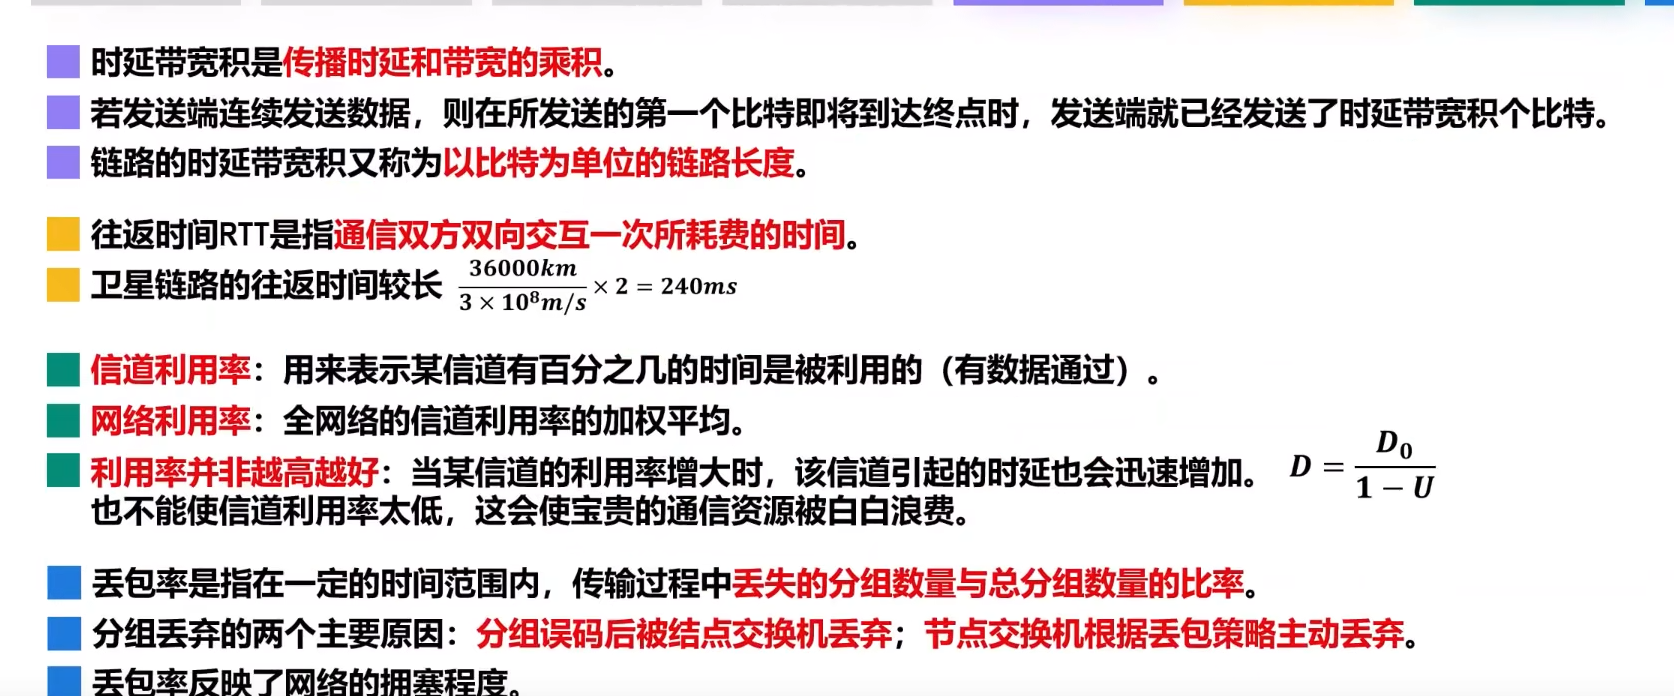 时延带宽积是传播时延和带宽的乘积。
若发送端连续发送数据，则在所发送的第一个比特即将到达终点时，发送端就已经发送了时延带宽积个比特。
链路的时延带宽积又称为以比特为单位的链路长度。
往返时间RTT是指通信双方双向交互一次所耗费的时间。
卫星链路的往返时间较长 36000km / 3 × 10⁸m/s × 2 = 240ms
信道利用率：用来表示某信道有百分之几的时间是被利用的（有数据通过）。
网络利用率：全网络的信道利用率的加权平均。
利用率并非越高越好：当某信道的利用率增大时，该信道引起的时延也会迅速增加。 D = D₀ / 1 − U
也不能使信道利用率太低，这会使宝贵的通信资源被白白浪费。
丢包率是指在一定的时间范围内，传输过程中丢失的分组数量与总分组数量的比率。
分组丢弃的两个主要原因：分组误码后被结点交换机丢弃；节点交换机根据丢包策略主动丢弃。
丢包率反映了网络的拥塞程度。